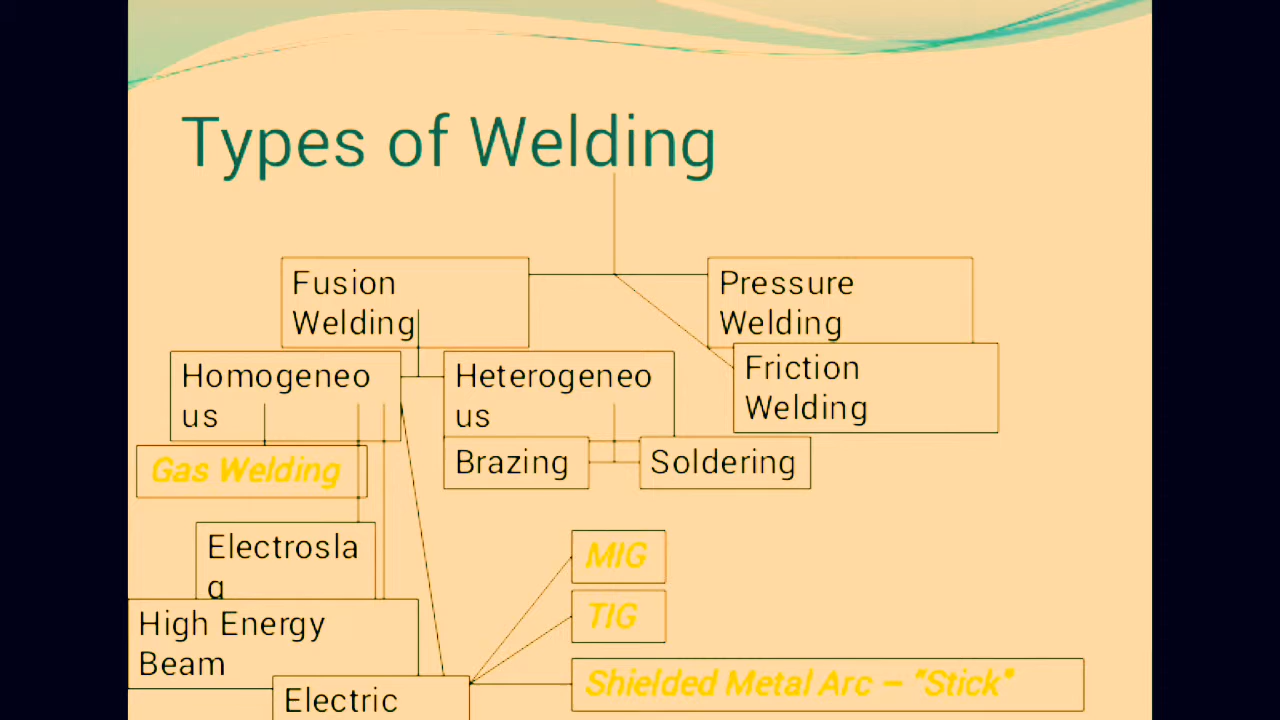 Types of Welding
Fusion
Welding
Pressure
Welding
Friction
Welding
Homogeneo
us
Heterogeneo
us
Gas Welding
Brazing
Soldering
Electrosla
g
MIG
High Energy
Beam
TIG
Electric
Shielded Metal Arc – "Stick"